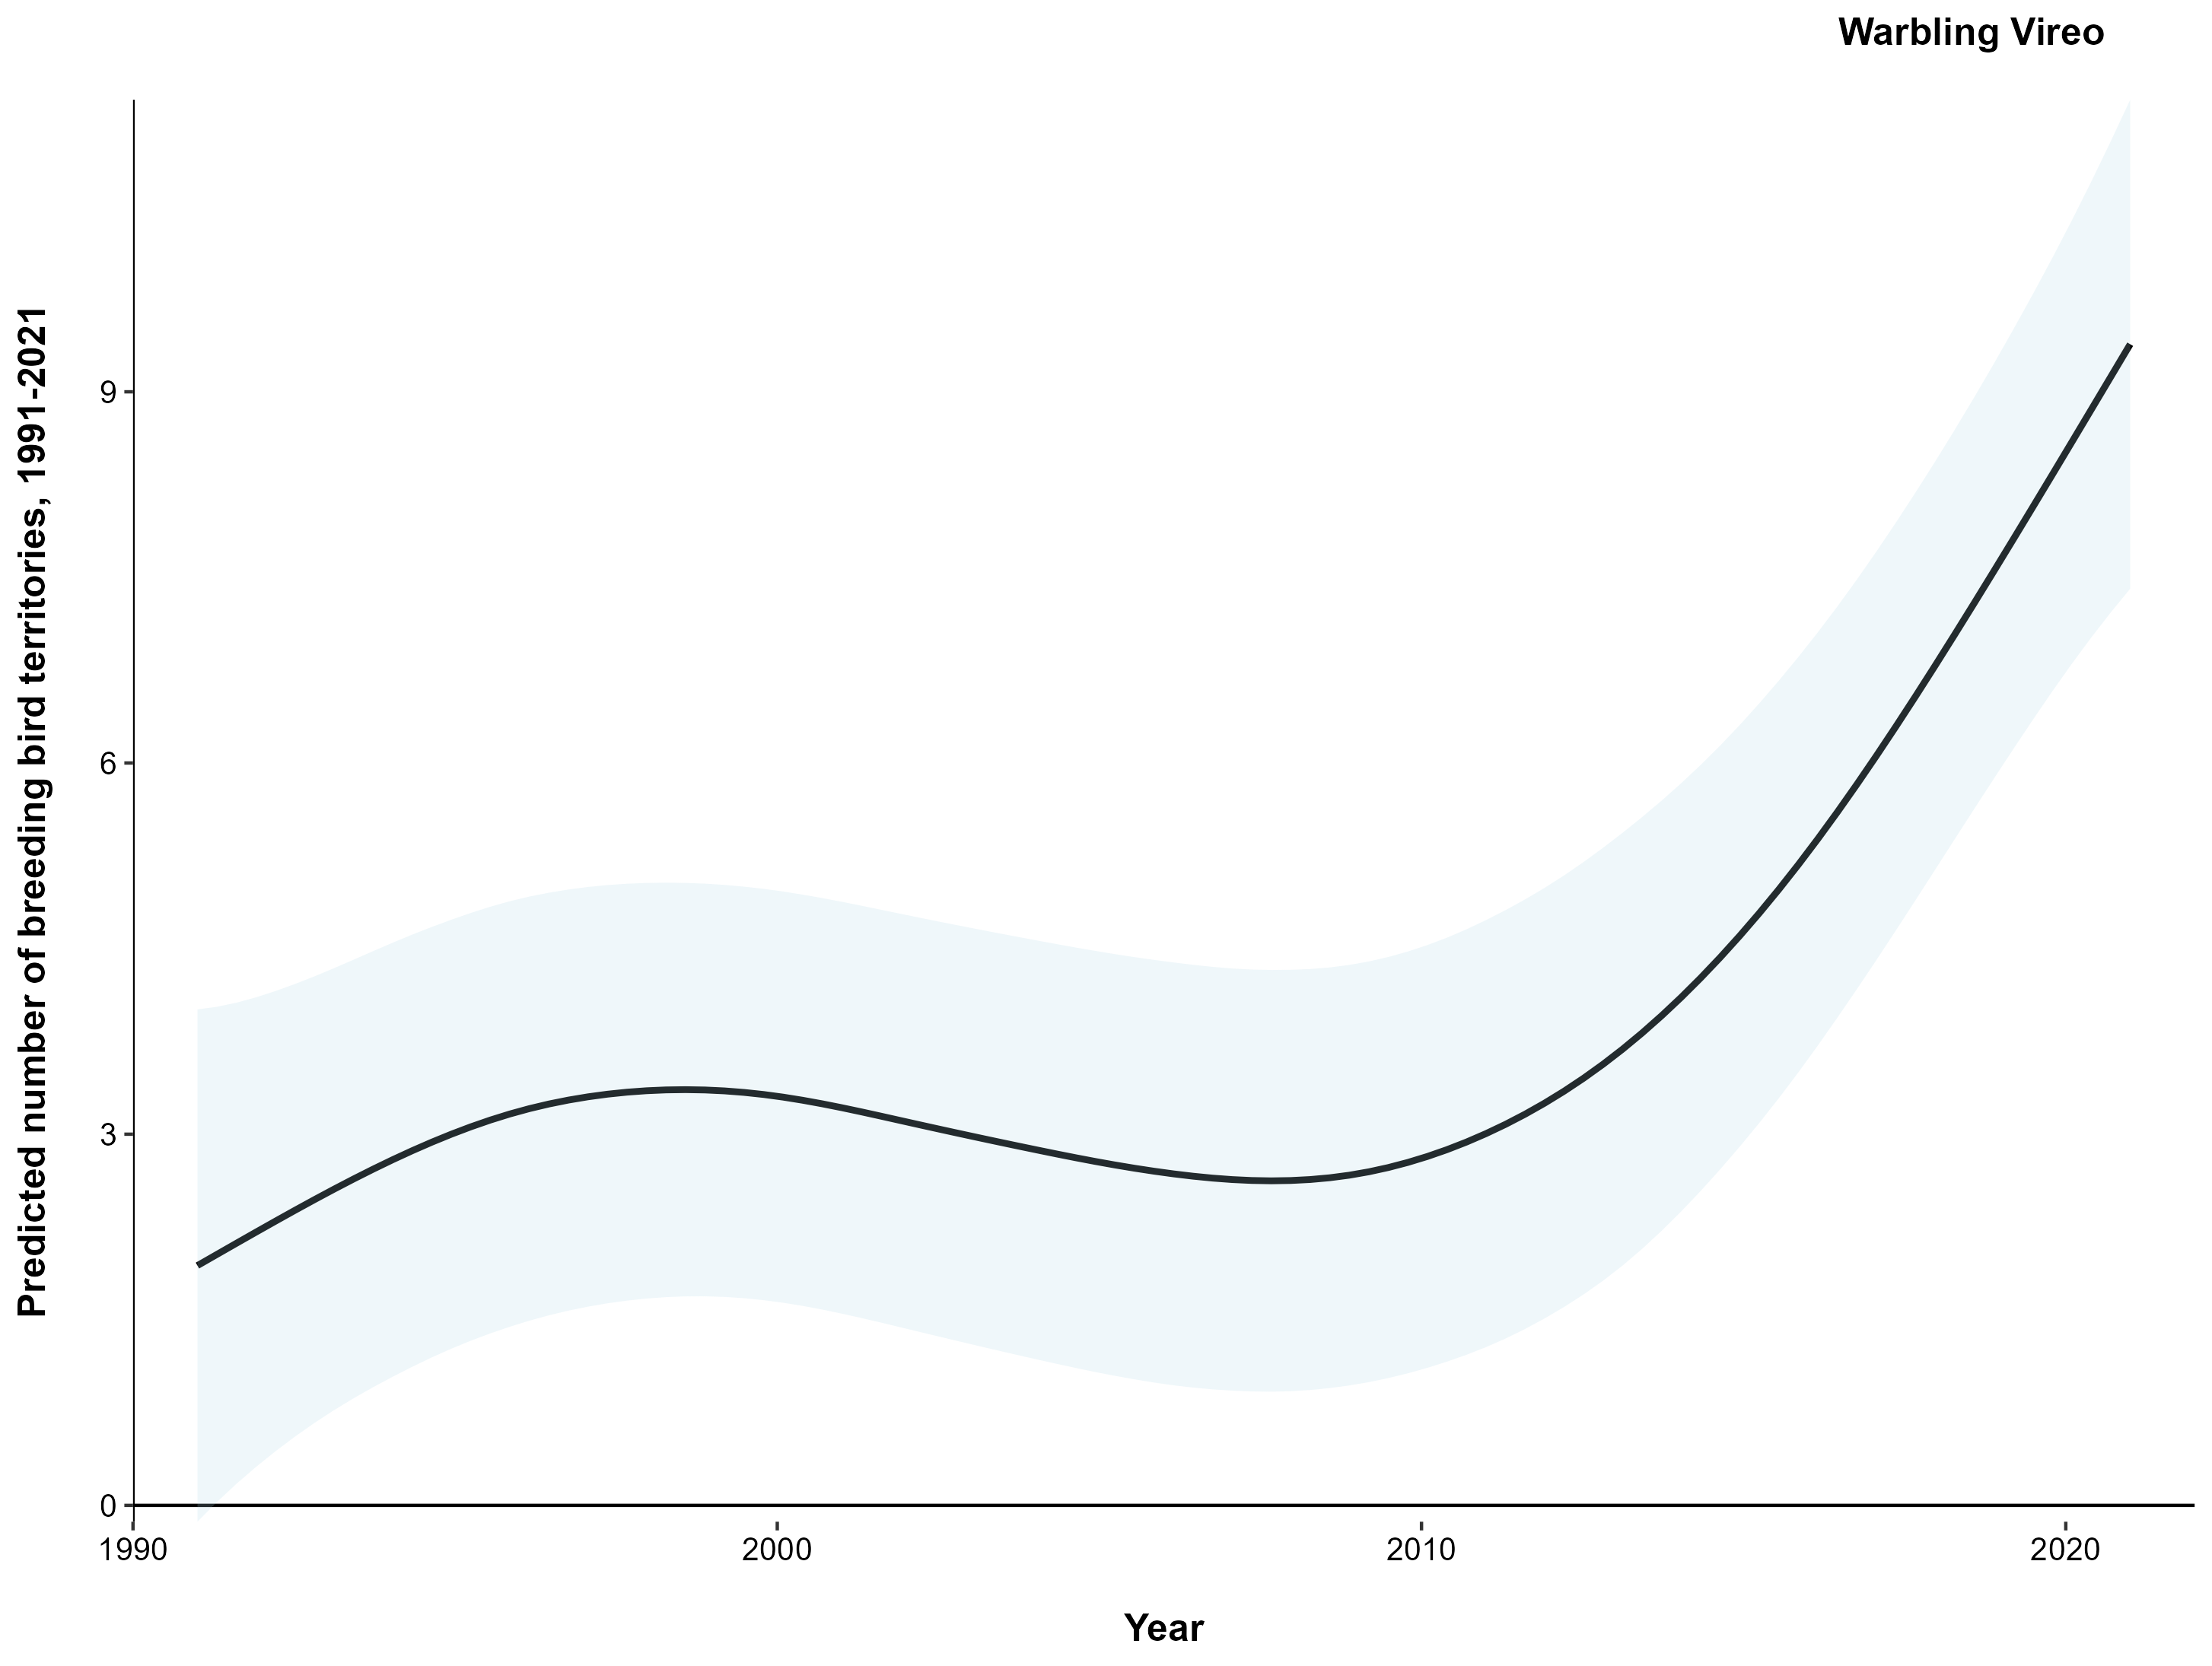 Warbling Vireo
Predicted number of breeding bird territories, 1991-2021
9
6
3
0
1990
2000
2010
2020
Year